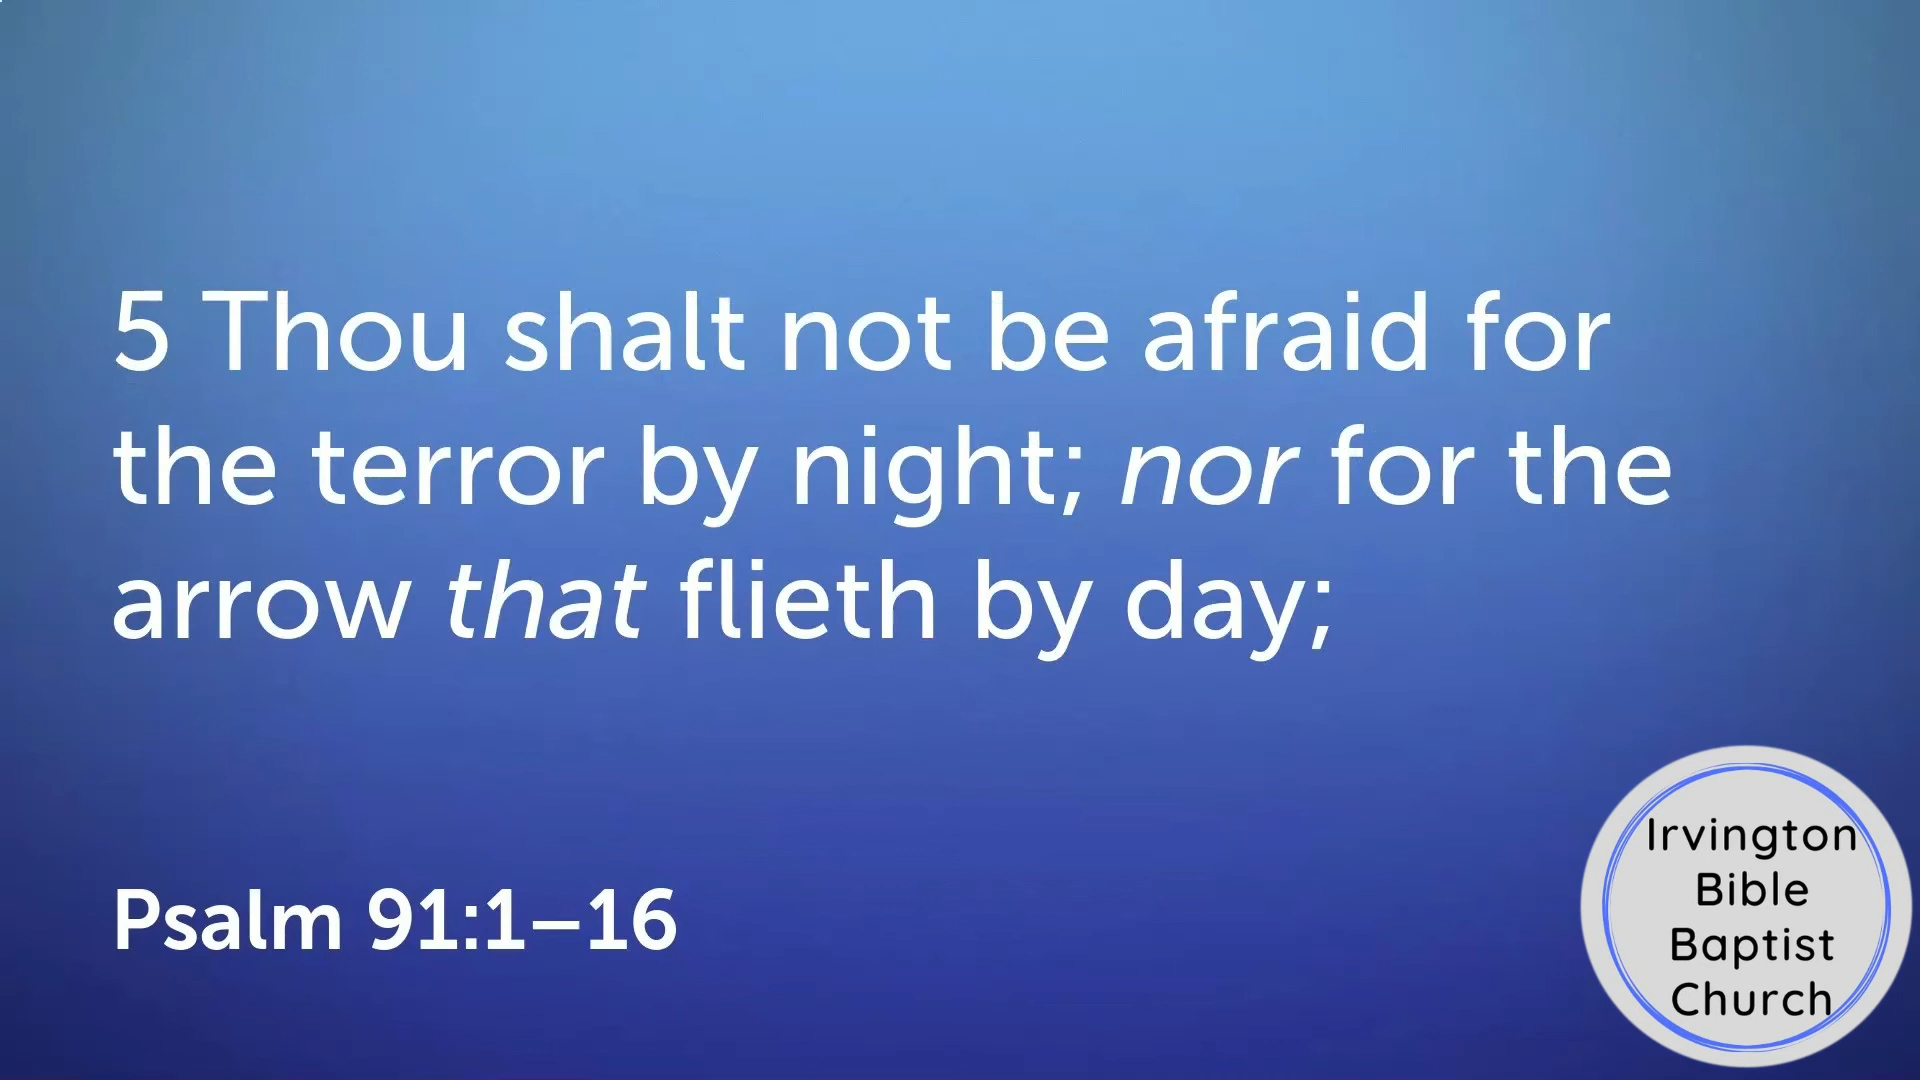 5 Thou shalt not be afraid for
the terror by night; nor for the
arrow that flieth by day;
Psalm 91:1–16
Irvington
Bible
Baptist
Church